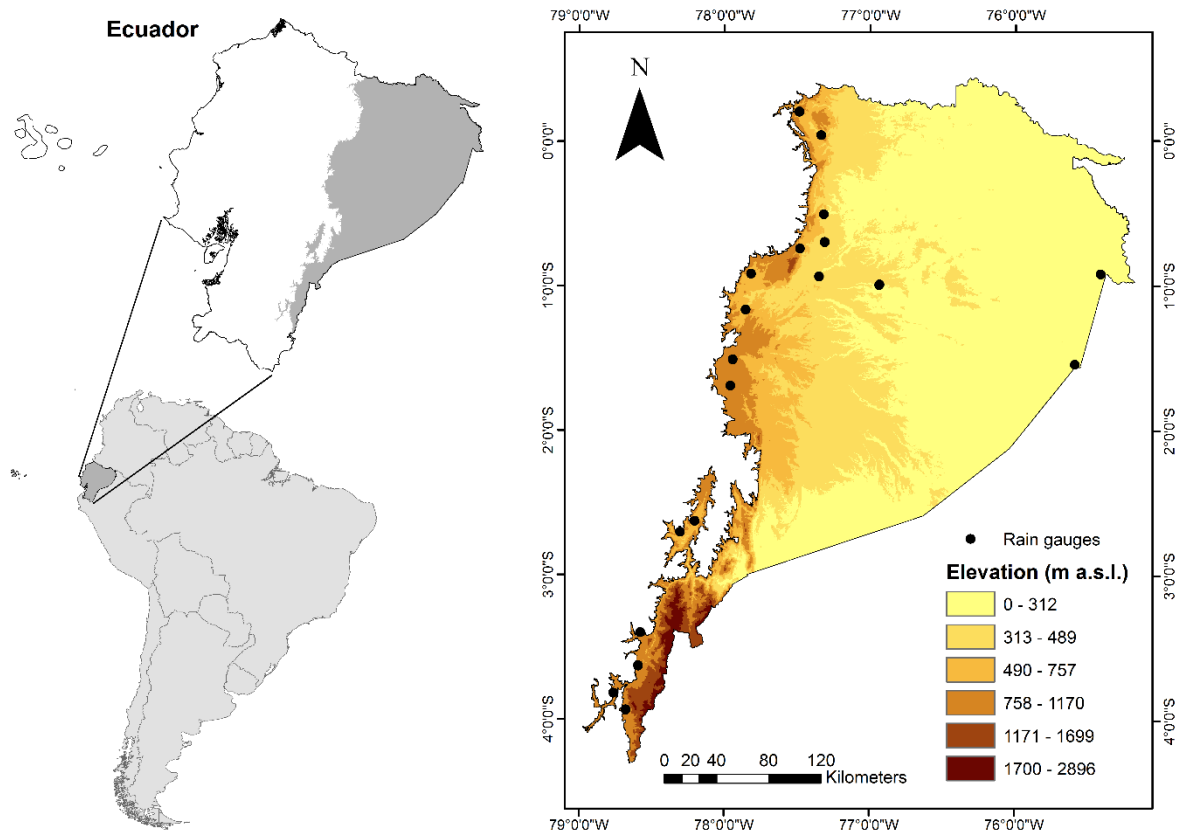 Ecuador
79°0'0"W 78°0'0"W 77°0'0"W 76°0'0"W
N
0°0'0"
0°0'0"
1°0'0"S
1°0'0"S
2°0'0"S
2°0'0"S
3°0'0"S
3°0'0"S
4°0'0"S
4°0'0"S
Rain gauges
Elevation (m a.s.l.)
0 - 312
313 - 489
490 - 757
758 - 1170
1171 - 1699
1700 - 2896
0 20 40 80 120
Kilometers
79°0'0"W 78°0'0"W 77°0'0"W 76°0'0"W